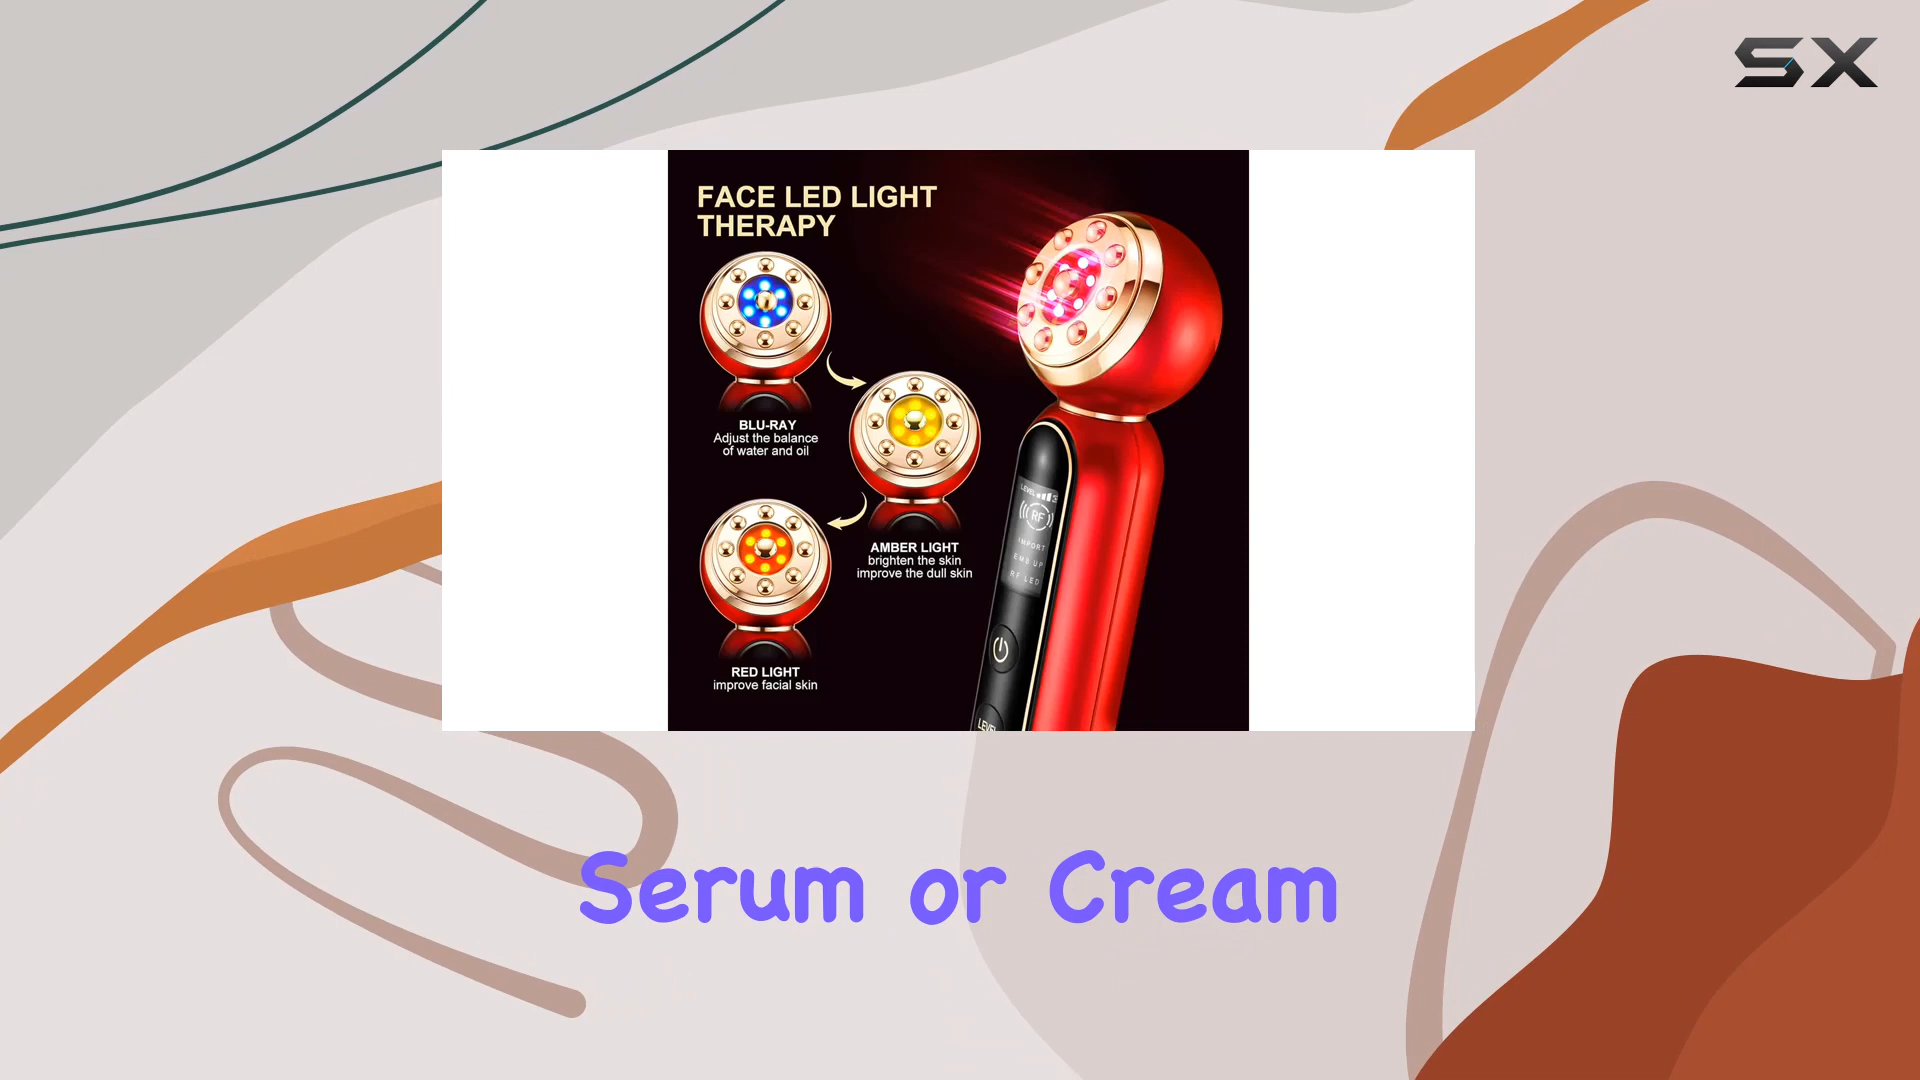 SX
FACE LED LIGHT
THERAPY
BLU-RAY
Adjust the balance
of water and oil
AMBER LIGHT
brighten the skin
improve the dull skin
RED LIGHT
improve facial skin
LEVEL
RF
IMPORT
EMS UP
RF LED
LEVEL
Serum or Cream